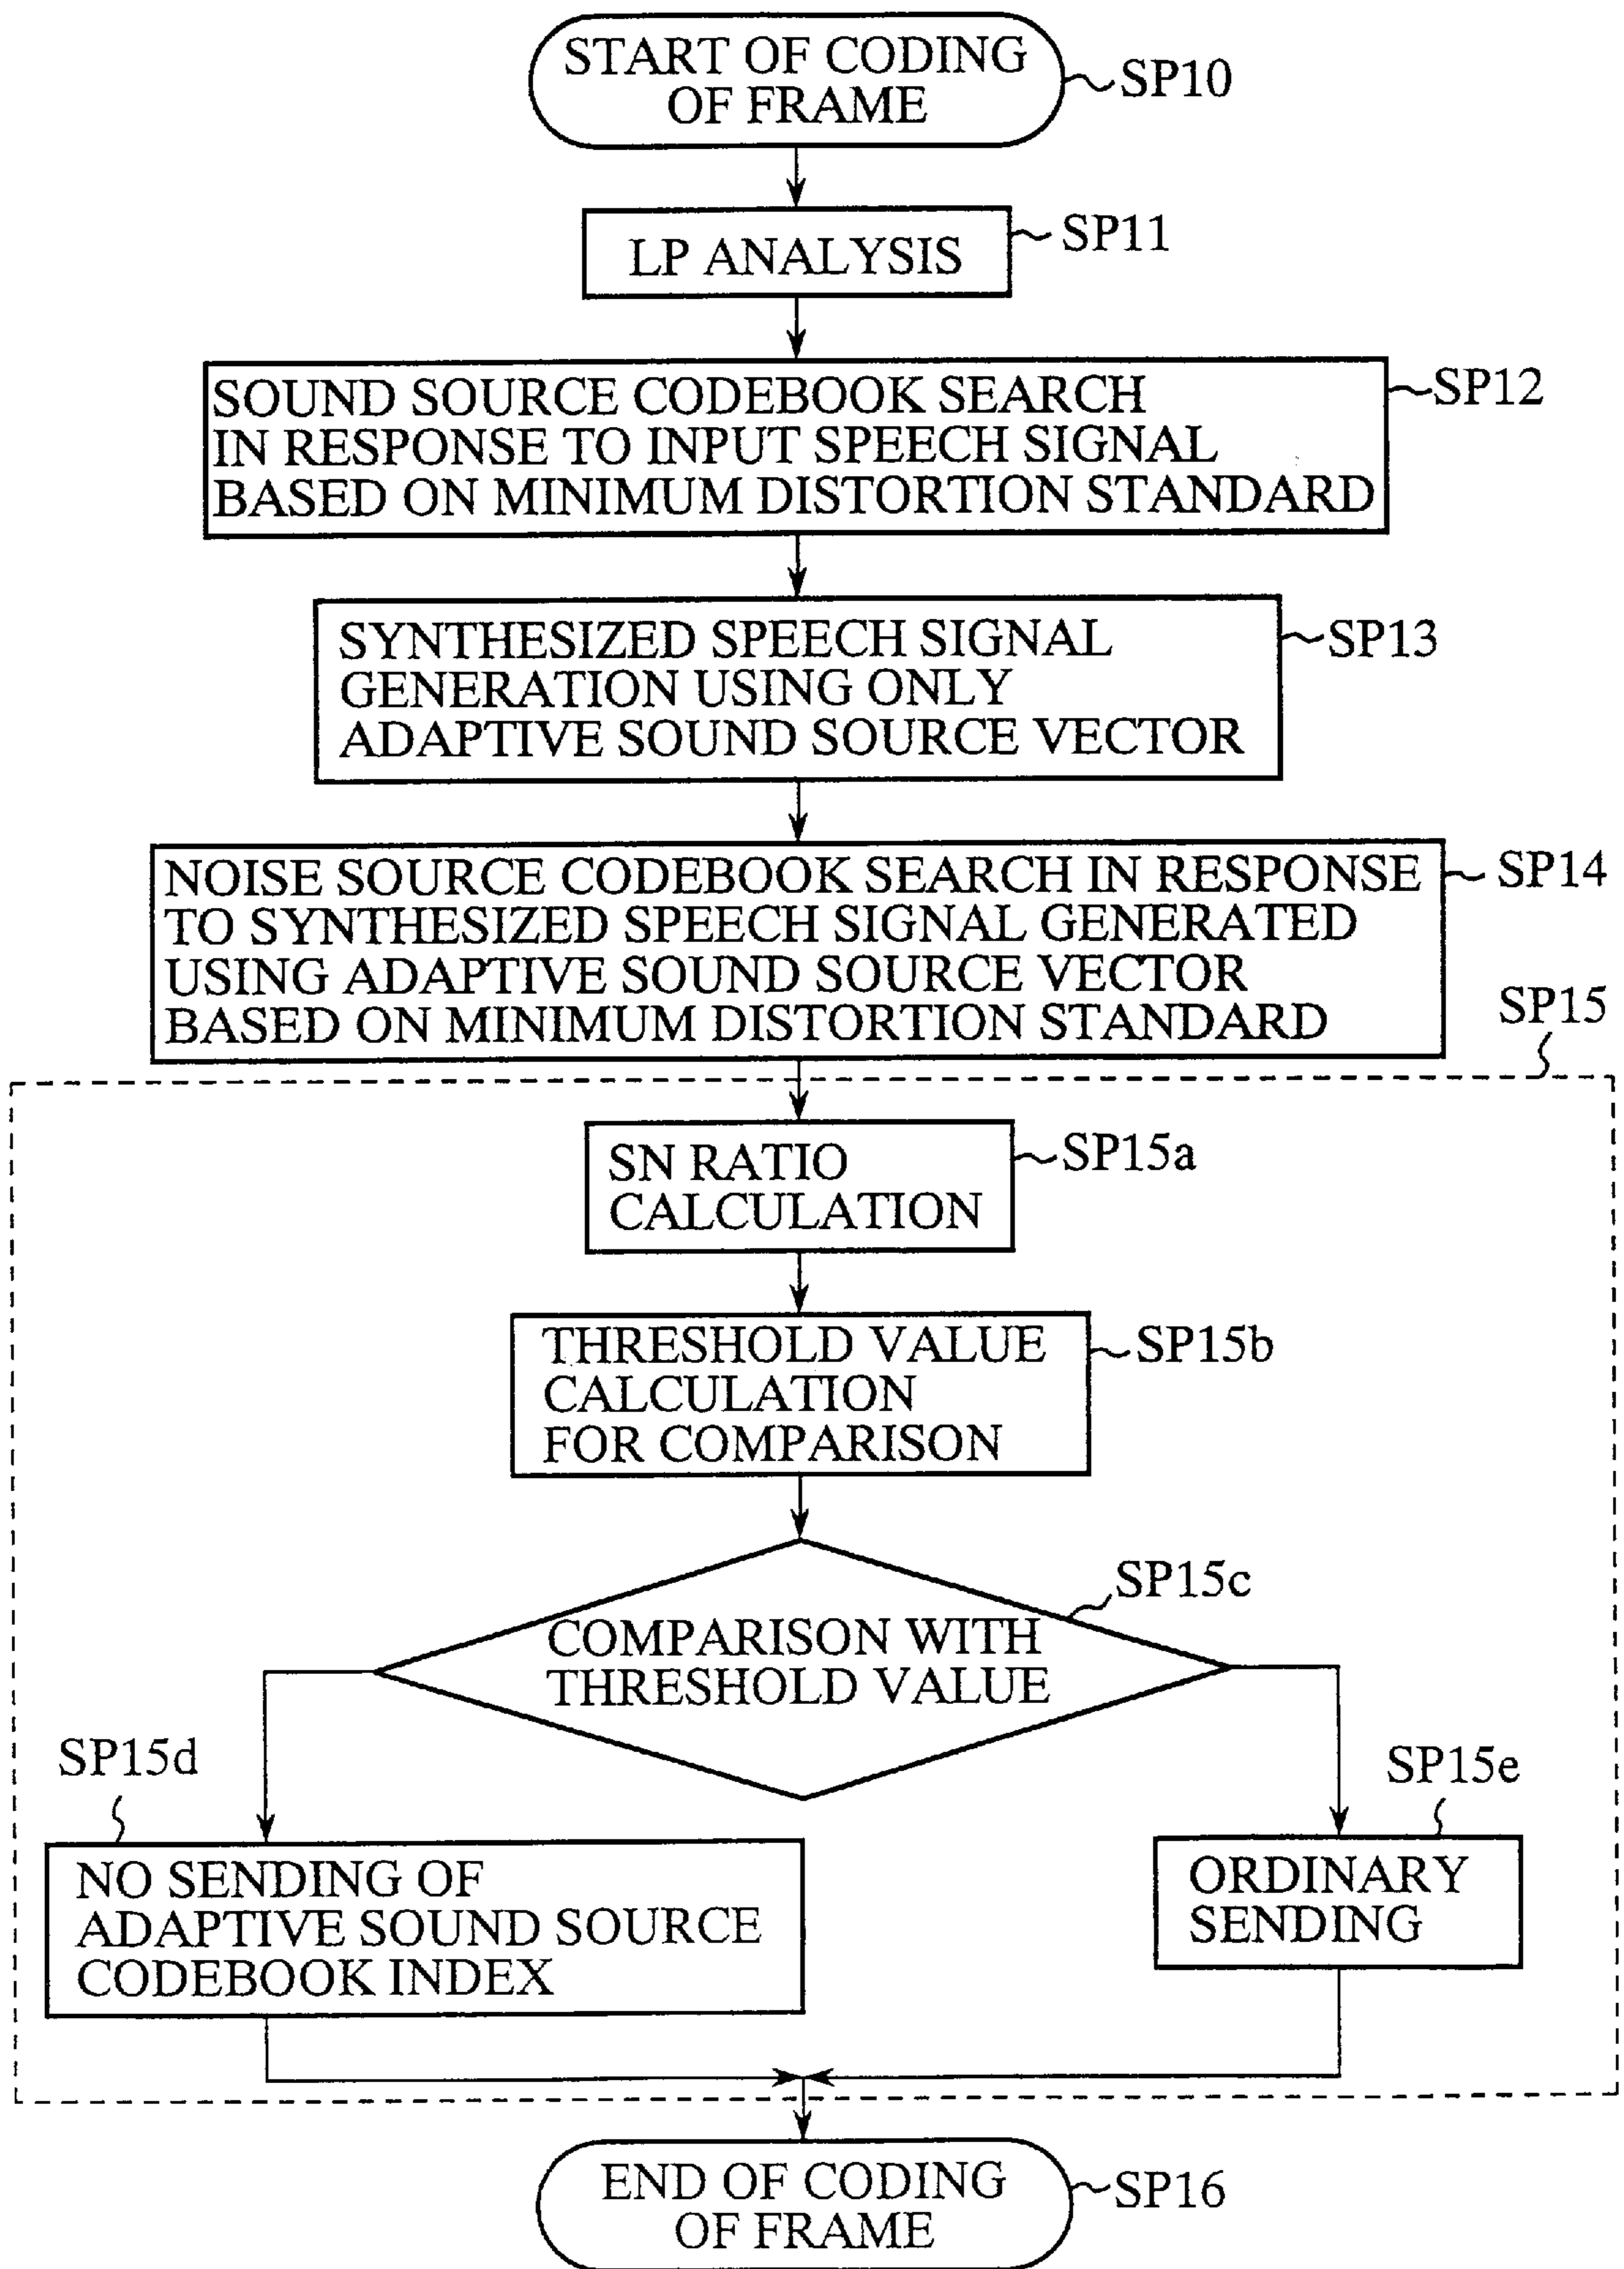 START OF CODING
OF FRAME
SP10
LP ANALYSIS
SP11
SOUND SOURCE CODEBOOK SEARCH
IN RESPONSE TO INPUT SPEECH SIGNAL
BASED ON MINIMUM DISTORTION STANDARD
SP12
SYNTHESIZED SPEECH SIGNAL
GENERATION USING ONLY
ADAPTIVE SOUND SOURCE VECTOR
SP13
NOISE SOURCE CODEBOOK SEARCH IN RESPONSE
TO SYNTHESIZED SPEECH SIGNAL GENERATED
USING ADAPTIVE SOUND SOURCE VECTOR
BASED ON MINIMUM DISTORTION STANDARD
SP14
SP15
SN RATIO
CALCULATION
SP15a
THRESHOLD VALUE
CALCULATION
FOR COMPARISON
SP15b
COMPARISON WITH
THRESHOLD VALUE
SP15c
SP15d
NO SENDING OF
ADAPTIVE SOUND SOURCE
CODEBOOK INDEX
SP15e
ORDINARY
SENDING
END OF CODING
OF FRAME
SP16